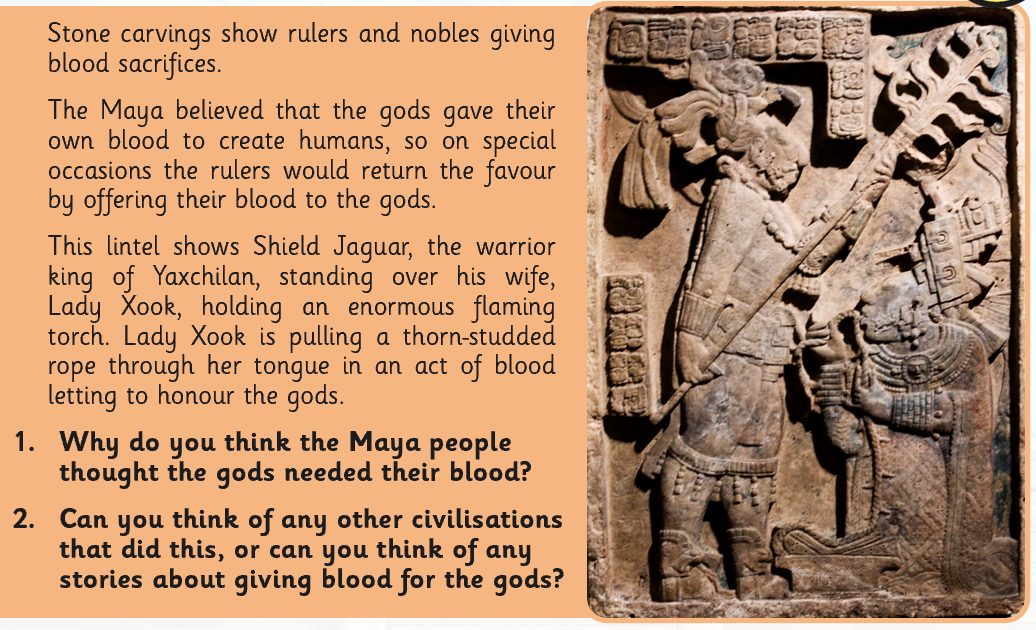 Stone carvings show rulers and nobles giving
blood sacrifices.
The Maya believed that the gods gave their
own blood to create humans, so on special
occasions the rulers would return the favour
by offering their blood to the gods.
This lintel shows Shield Jaguar, the warrior
king of Yaxchilan, standing over his wife,
Lady Xook, holding an enormous flaming
torch. Lady Xook is pulling a thorn-studded
rope through her tongue in an act of blood
letting to honour the gods.
1. Why do you think the Maya people
thought the gods needed their blood?
2. Can you think of any other civilisations
that did this, or can you think of any
stories about giving blood for the gods?